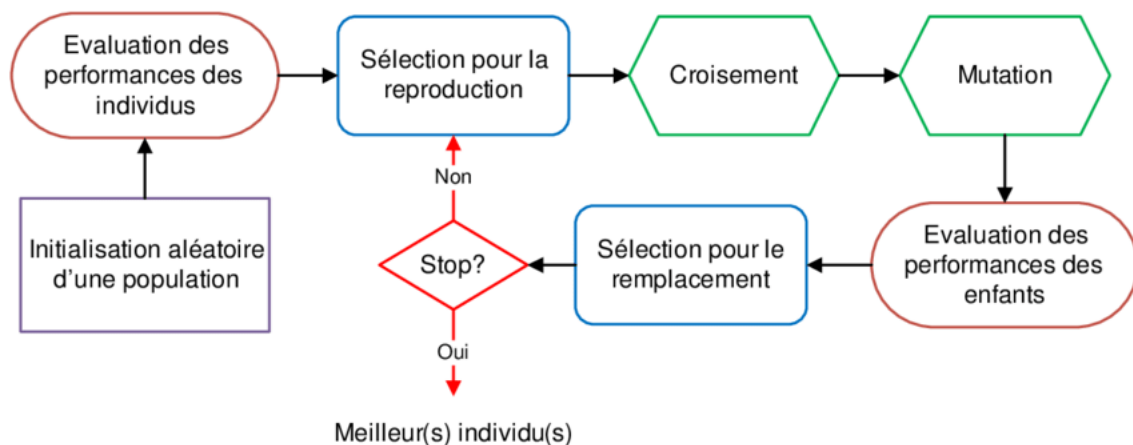 Evaluation des
performances des
individus
Sélection pour la
reproduction
Croisement
Mutation
Non
Initialisation aléatoire
d'une population
Stop?
Sélection pour le
remplacement
Evaluation des
performances des
enfants
Oui
Meilleur(s) individu(s)